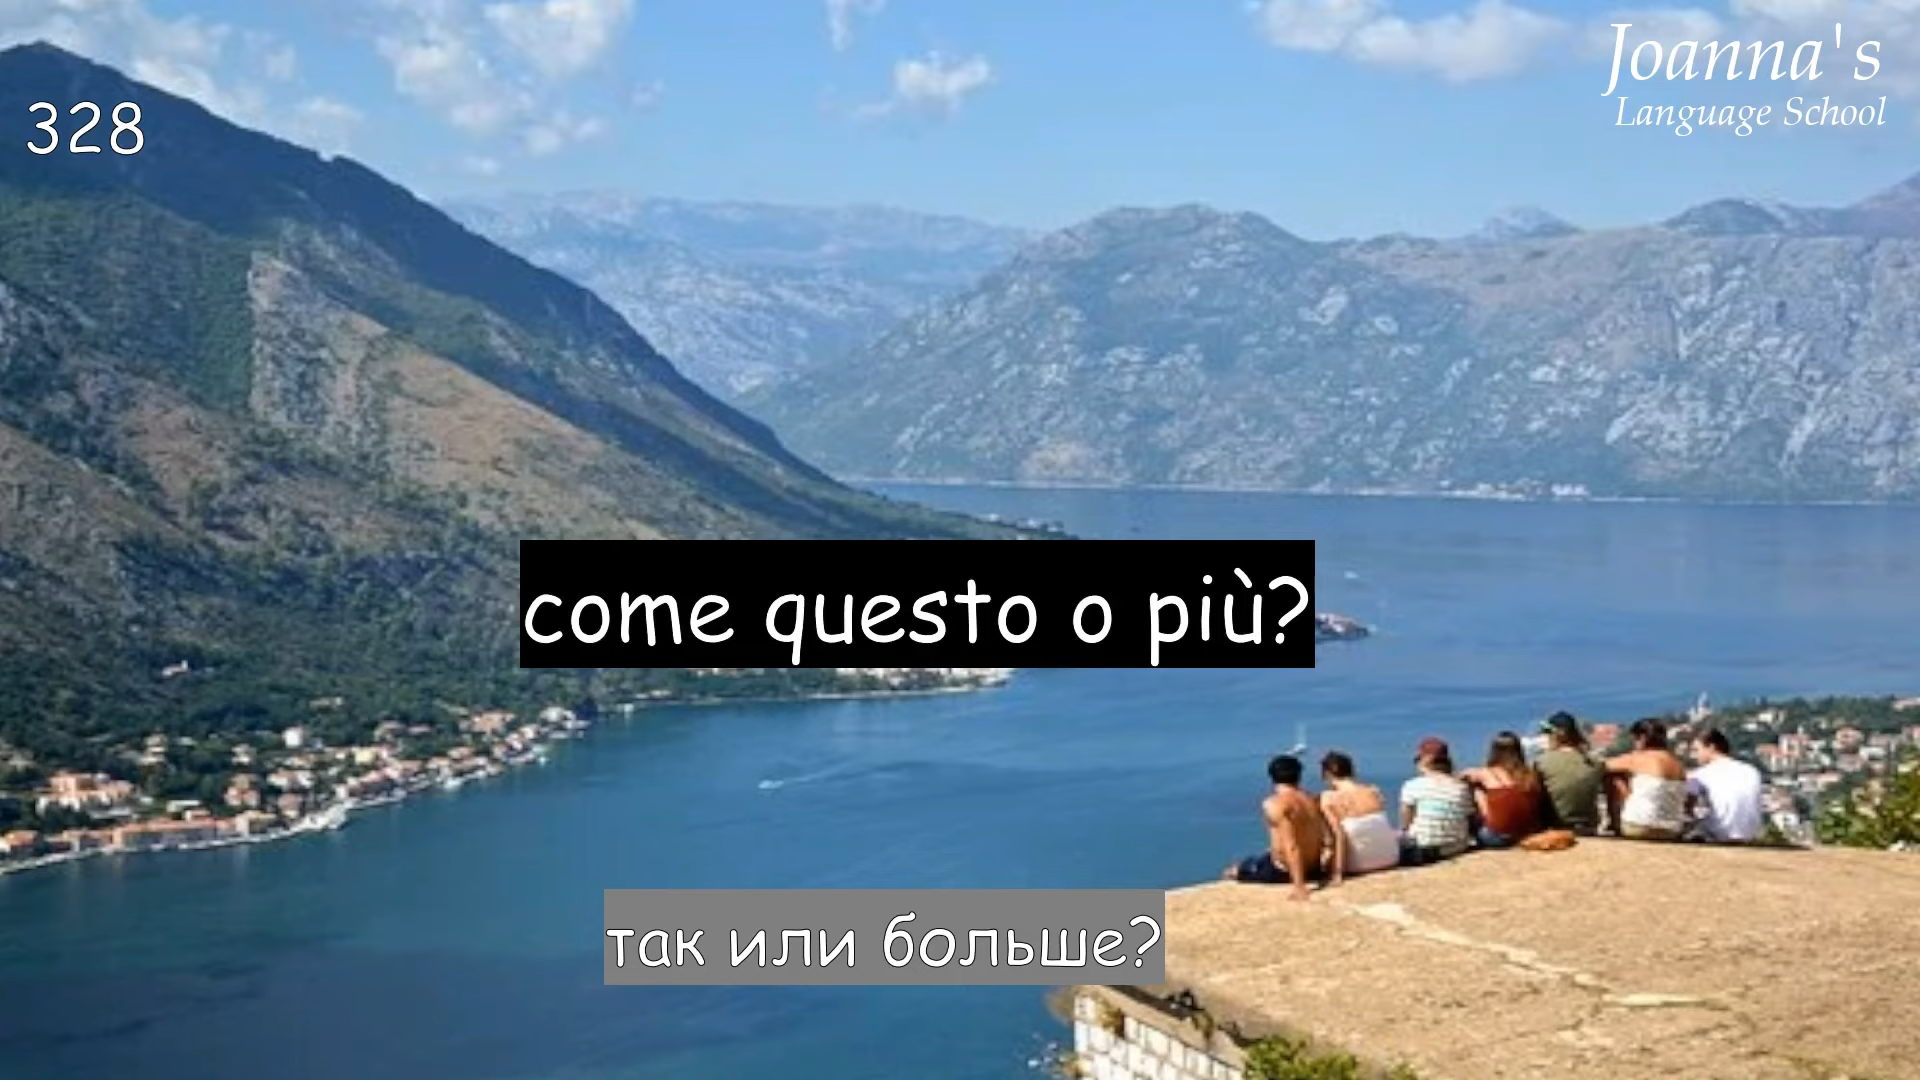 Joanna's
Language School
328
come questo o più?
так или больше?